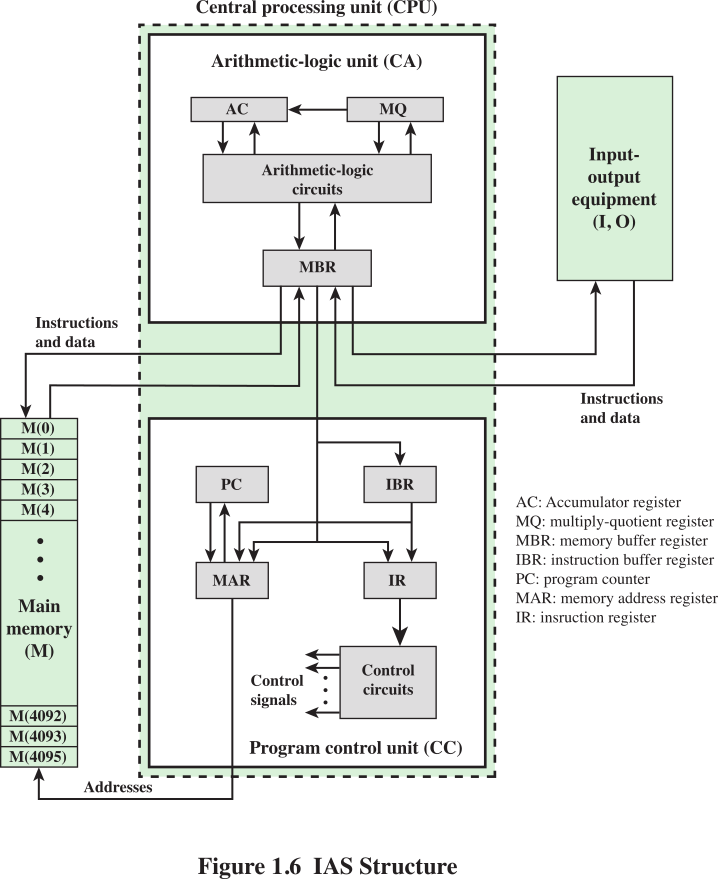 Central processing unit (CPU)
Arithmetic-logic unit (CA)
AC
MQ
Arithmetic-logic
circuits
MBR
Input-
output
equipment
(I, O)
Instructions
and data
Instructions
and data
M(0)
M(1)
M(2)
M(3)
M(4)
Main
memory
(M)
M(4092)
M(4093)
M(4095)
PC
IBR
MAR
IR
Control
signals
Control
circuits
Program control unit (CC)
Addresses
AC: Accumulator register
MQ: multiply-quotient register
MBR: memory buffer register
IBR: instruction buffer register
PC: program counter
MAR: memory address register
IR: insruction register
Figure 1.6  IAS Structure